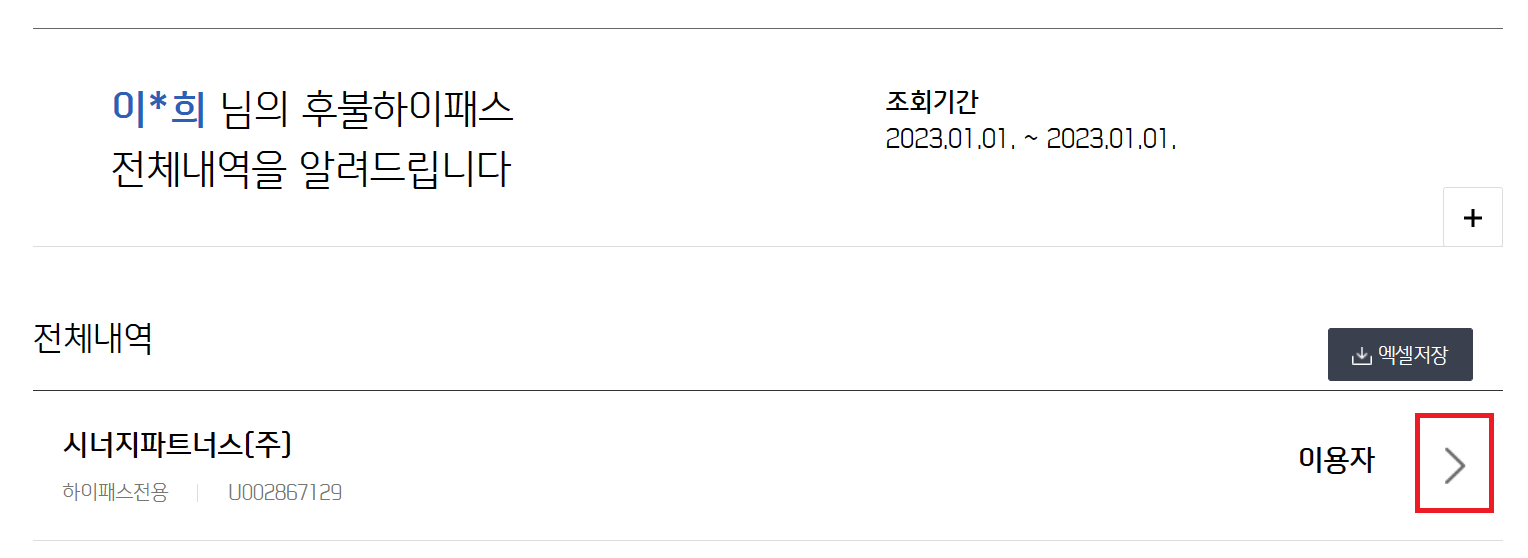 이*희 님의 후불하이패스
전체내역을 알려드립니다
조회기간
2023.01.01. ~ 2023.01.01.
+
전체내역
엑셀저장
시너지파트너스(주)
이용자
하이패스전용 | U002867129